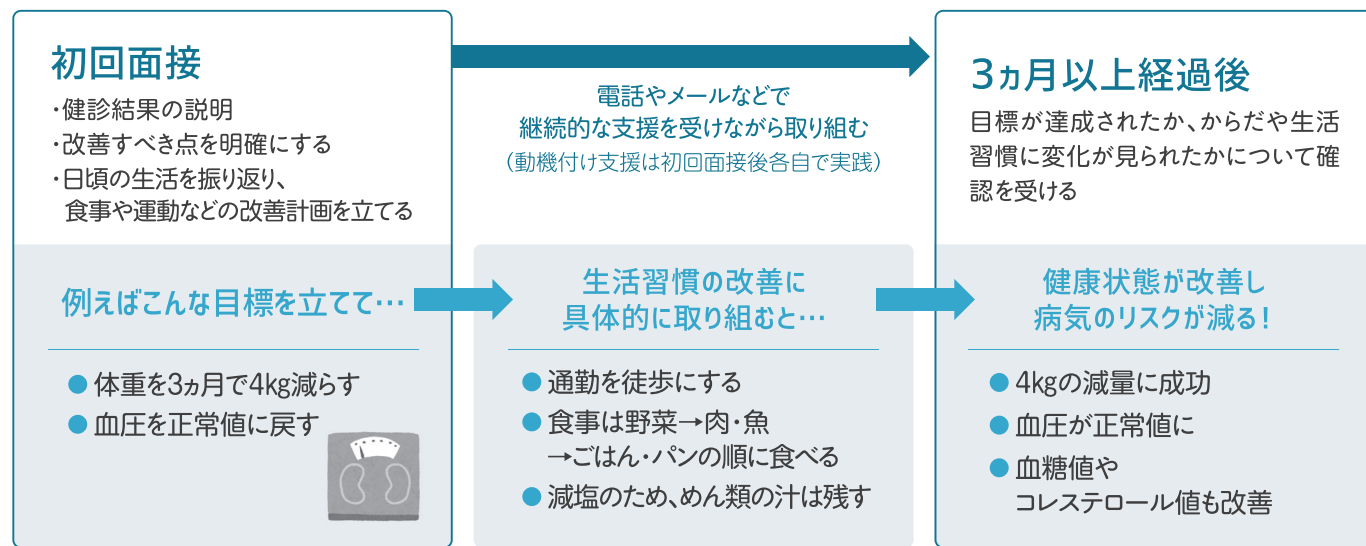 初回面接
・健診結果の説明
・改善すべき点を明確にする
・日頃の生活を振り返り、
食事や運動などの改善計画を立てる
電話やメールなどで
継続的な支援を受けながら取り組む
（動機付け支援は初回面接後各自で実践）
3ヵ月以上経過後
目標が達成されたか、からだや生活
習慣に変化が見られたかについて確
認を受ける
例えばこんな目標を立てて…
● 体重を3ヵ月で4kg減らす
● 血圧を正常値に戻す
生活習慣の改善に
具体的に取り組むと…
● 通勤を徒歩にする
● 食事は野菜→肉・魚
→ごはん・パンの順に食べる
● 減塩のため、めん類の汁は残す
健康状態が改善し
病気のリスクが減る！
● 4kgの減量に成功
● 血圧が正常値に
● 血糖値や
コレステロール値も改善